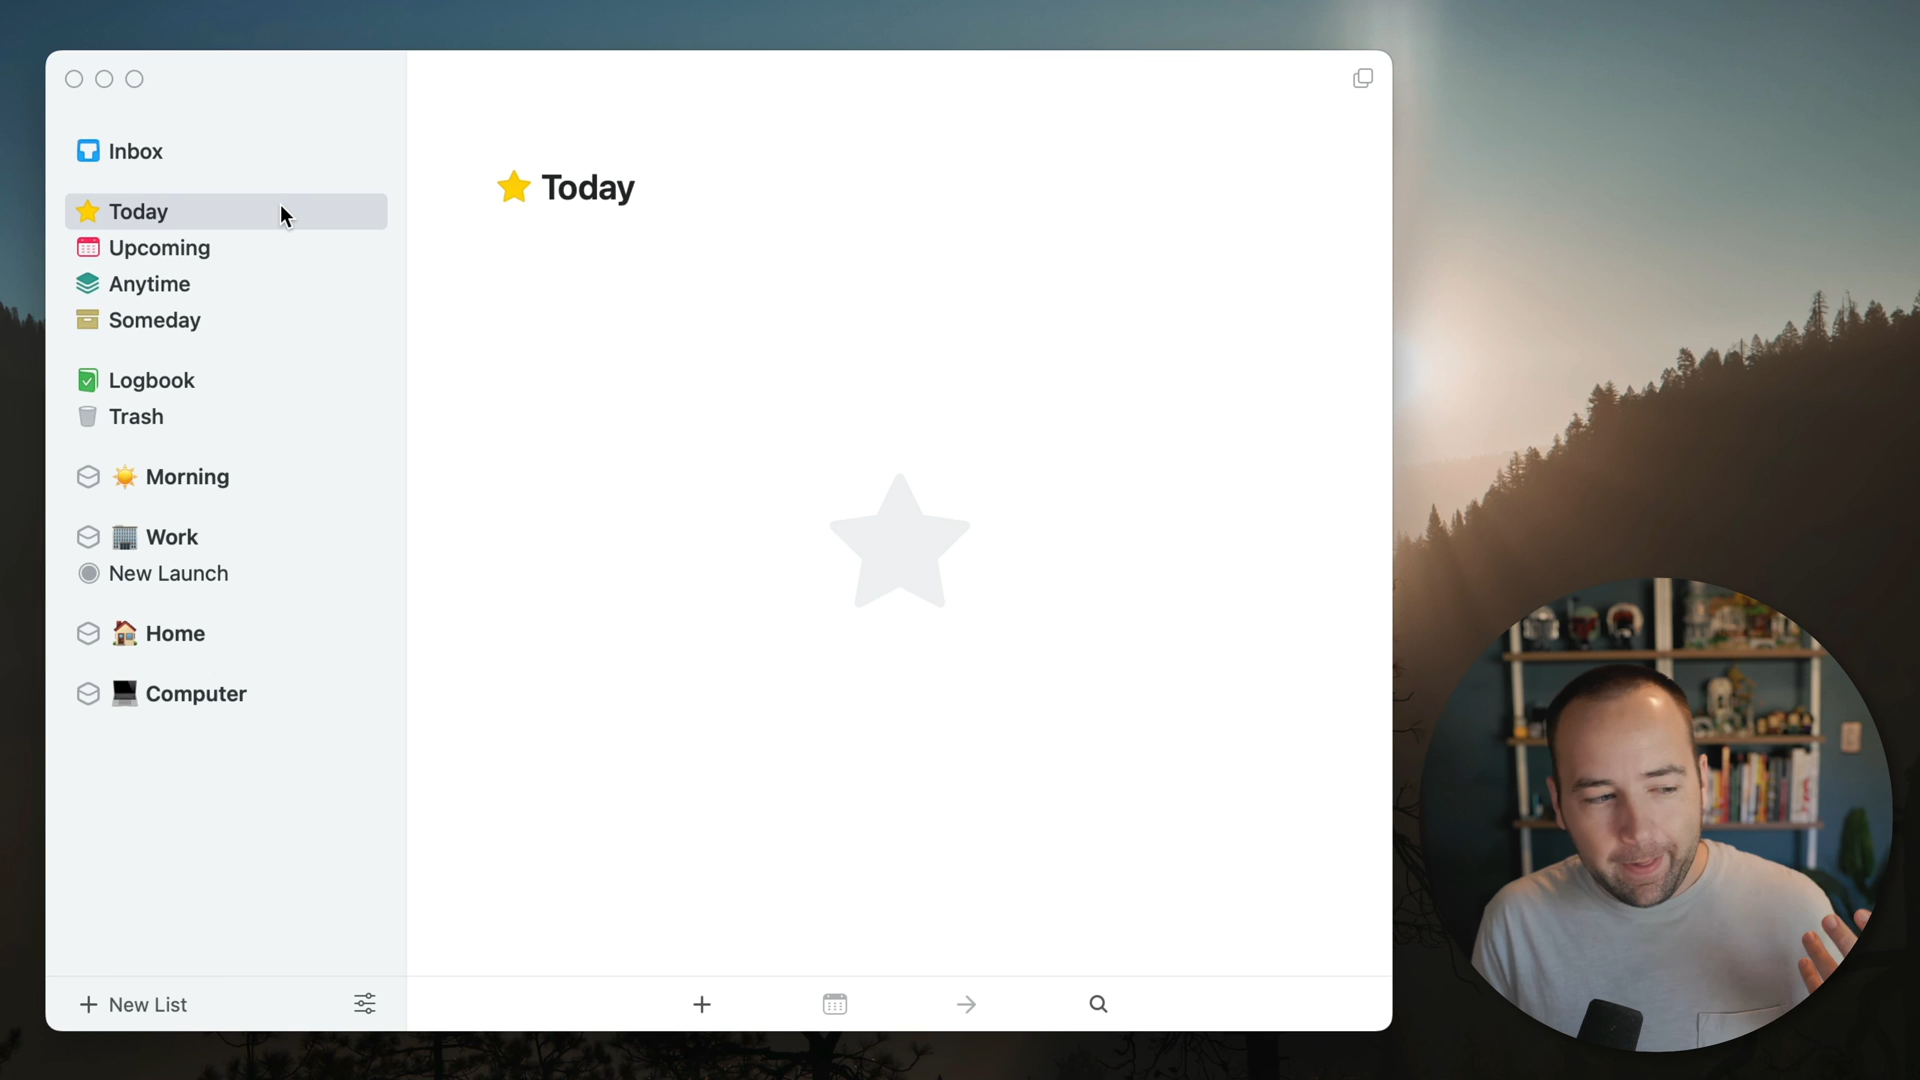 Inbox
Today
Upcoming
Anytime
Someday
Logbook
Trash
Morning
Work
New Launch
Home
Computer
New List
Today